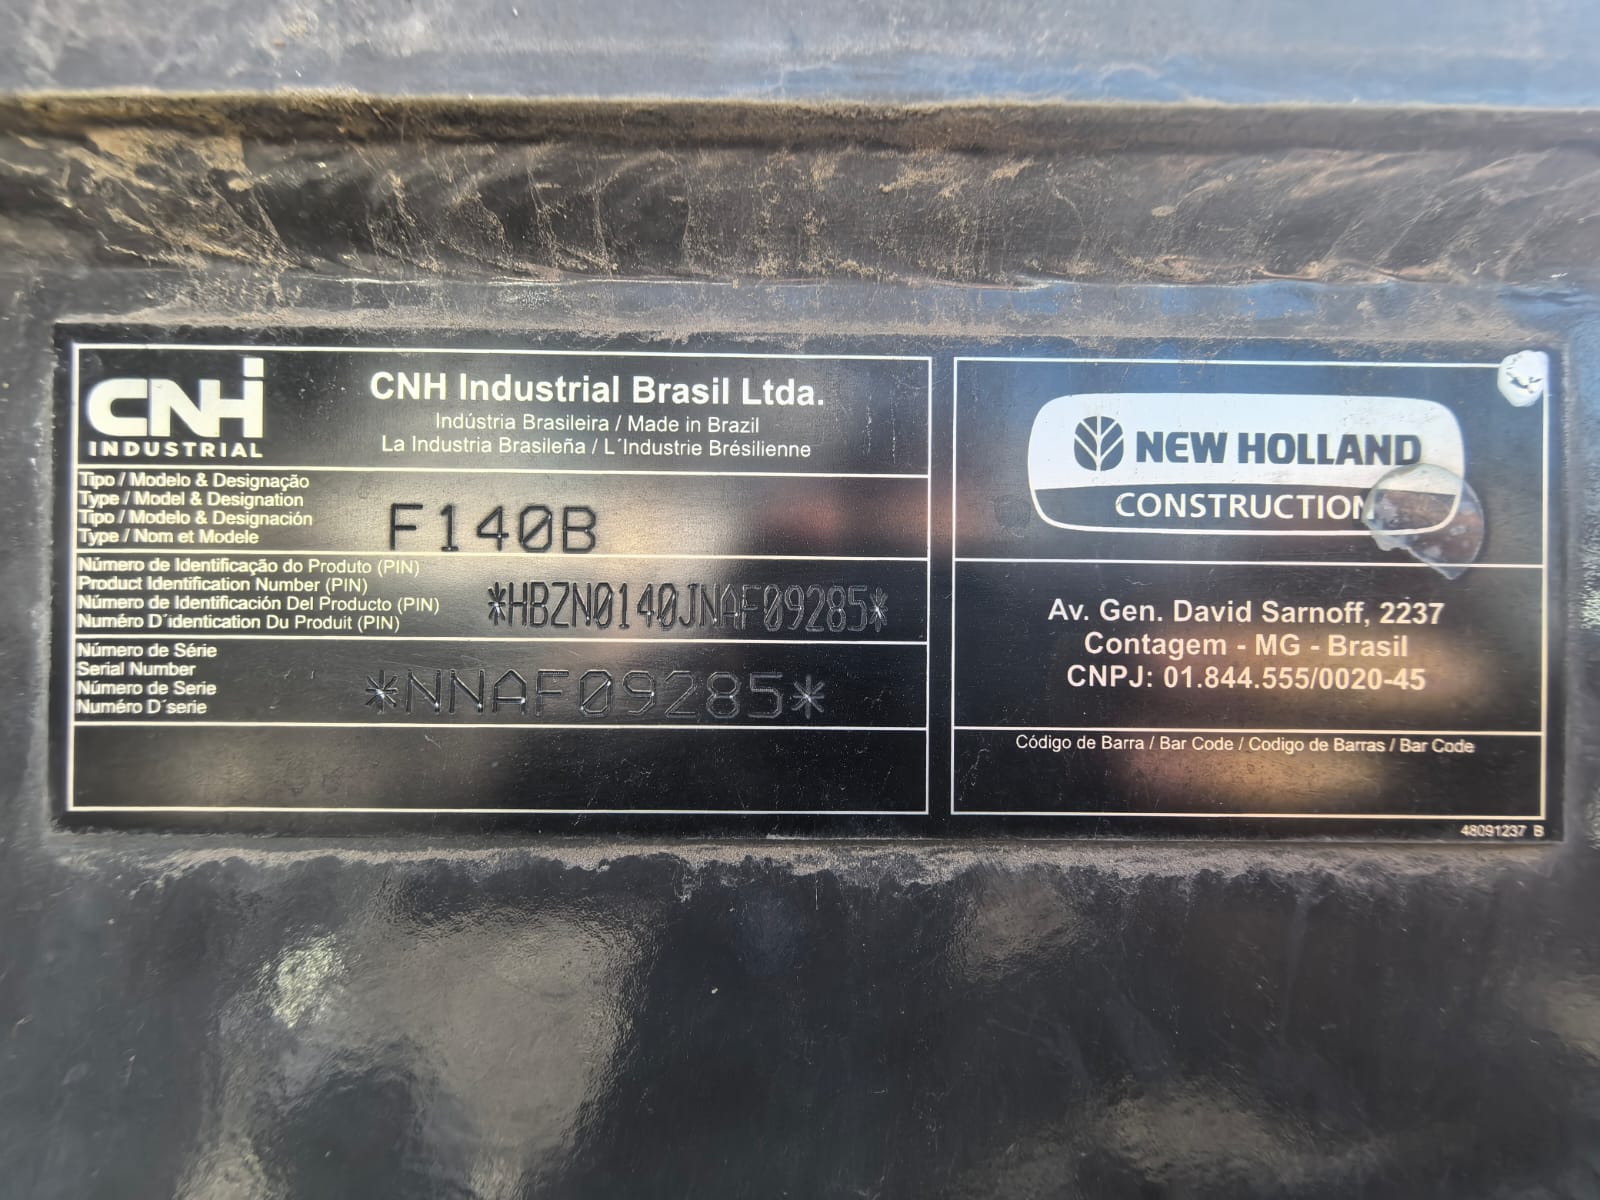 CNH
INDUSTRIAL
CNH Industrial Brasil Ltda.
Indústria Brasileira / Made in Brazil
La Industria Brasileña / L´Industrie Brésilienne
Tipo / Modelo & Designação
Type / Model & Designation
Tipo / Modelo & Designación
Type / Nom et Modele
F140B
Número de Identificação do Produto (PIN)
Product Identification Number (PIN)
Número de Identificación Del Producto (PIN)
Numéro D´identication Du Produit (PIN)
*HBZN0140JNAF09285*
Número de Série
Serial Number
Número de Serie
Numéro D´serie
*NNAF09285*
NEW HOLLAND
CONSTRUCTION
Av. Gen. David Sarnoff, 2237
Contagem - MG - Brasil
CNPJ: 01.844.555/0020-45
Código de Barra / Bar Code / Codigo de Barras / Bar Code
48091237 B